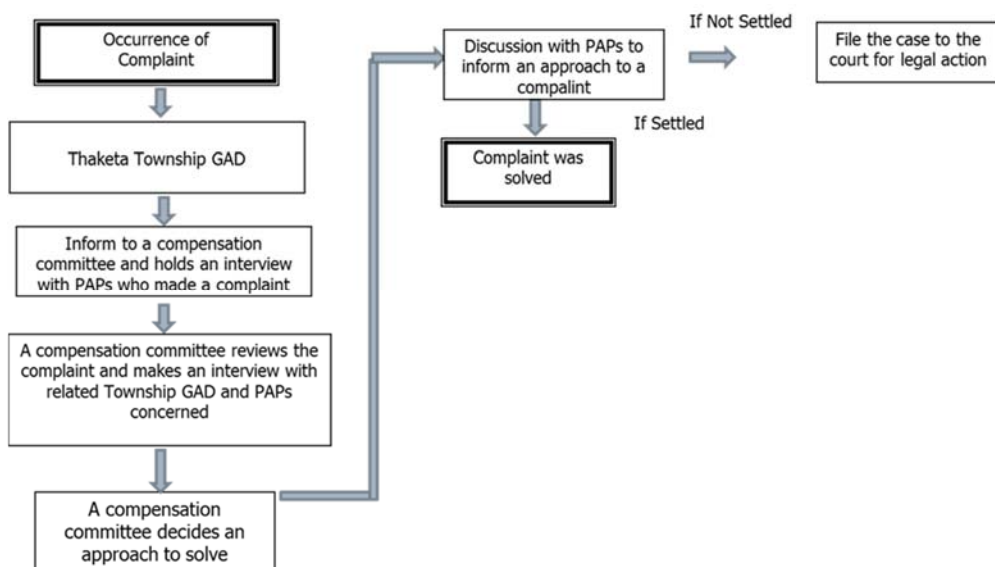 Occurrence of
Complaint
Thaketa Township GAD
Inform to a compensation
committee and holds an interview
with PAPs who made a complaint
A compensation committee reviews the
complaint and makes an interview with
related Township GAD and PAPs
concerned
A compensation
committee decides an
approach to solve
Discussion with PAPs to
inform an approach to a
compalint
If Settled
Complaint was
solved
If Not Settled
File the case to the
court for legal action